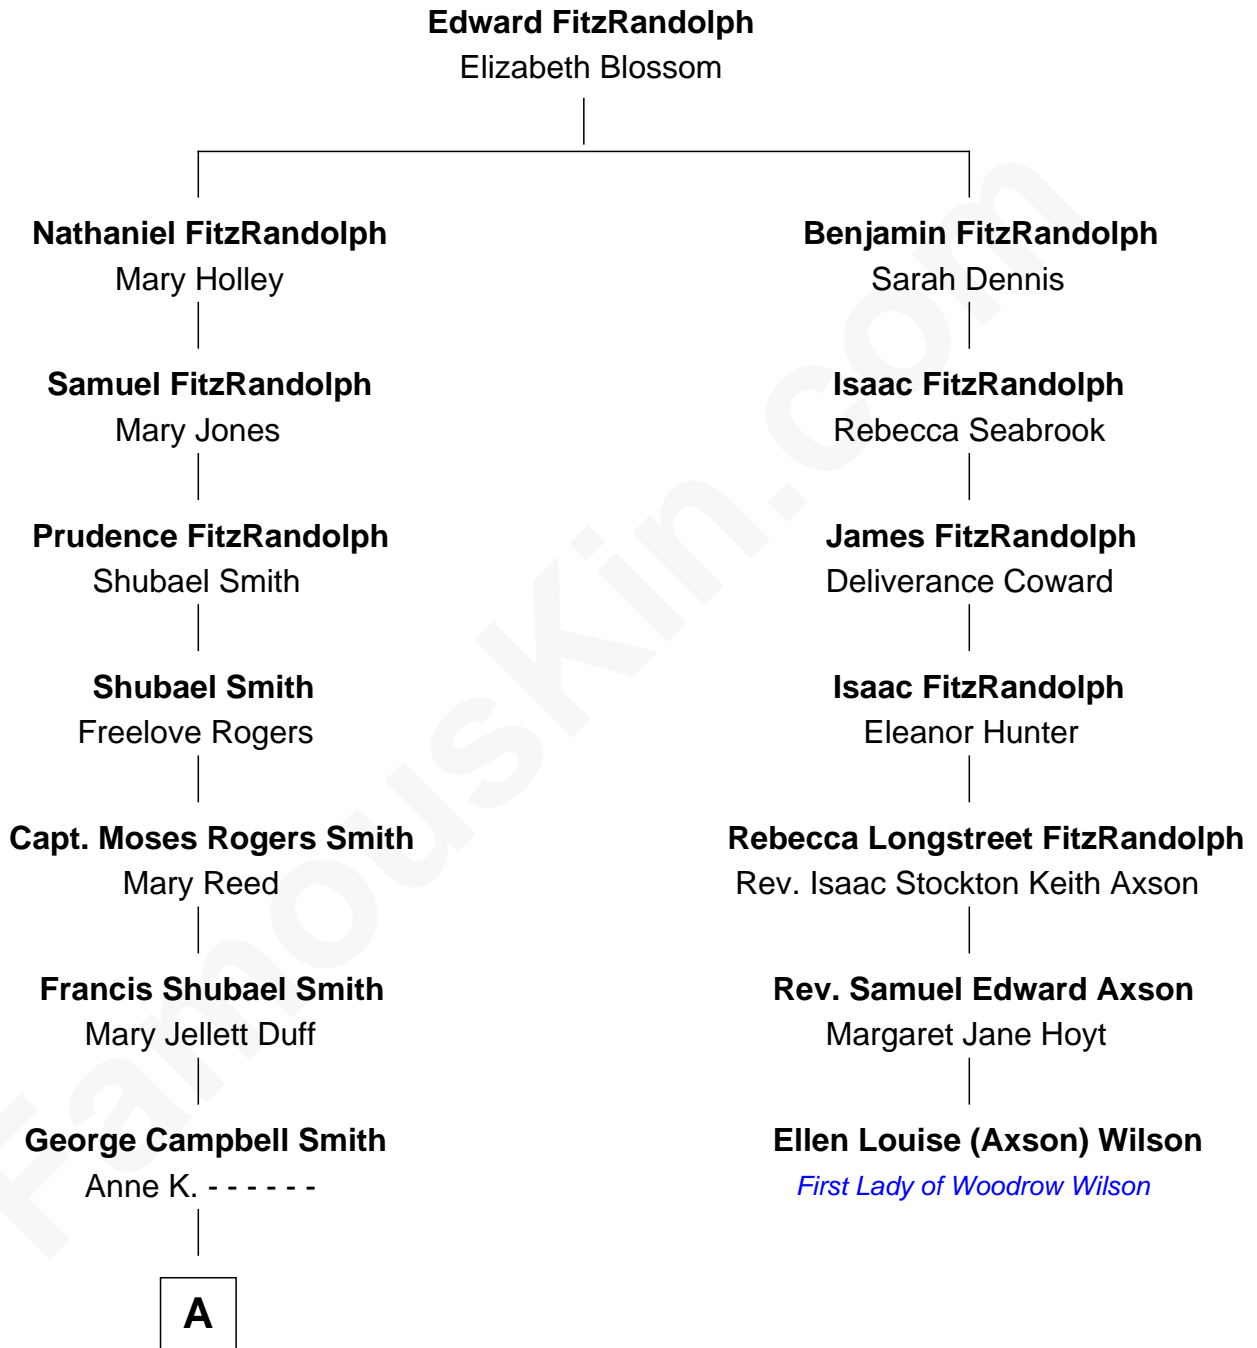 Edward FitzRandolph
Elizabeth Blossom
Nathaniel FitzRandolph
Mary Holley
Samuel FitzRandolph
Mary Jones
Prudence FitzRandolph
Shubael Smith
Shubael Smith
Freelove Rogers
Capt. Moses Rogers Smith
Mary Reed
Francis Shubael Smith
Mary Jellett Duff
George Campbell Smith
Anne K. - - - - - -
A
Benjamin FitzRandolph
Sarah Dennis
Isaac FitzRandolph
Rebecca Seabrook
James FitzRandolph
Deliverance Coward
Isaac FitzRandolph
Eleanor Hunter
Rebecca Longstreet FitzRandolph
Rev. Isaac Stockton Keith Axson
Rev. Samuel Edward Axson
Margaret Jane Hoyt
Ellen Louise (Axson) Wilson
First Lady of Woodrow Wilson
FamousKin.com